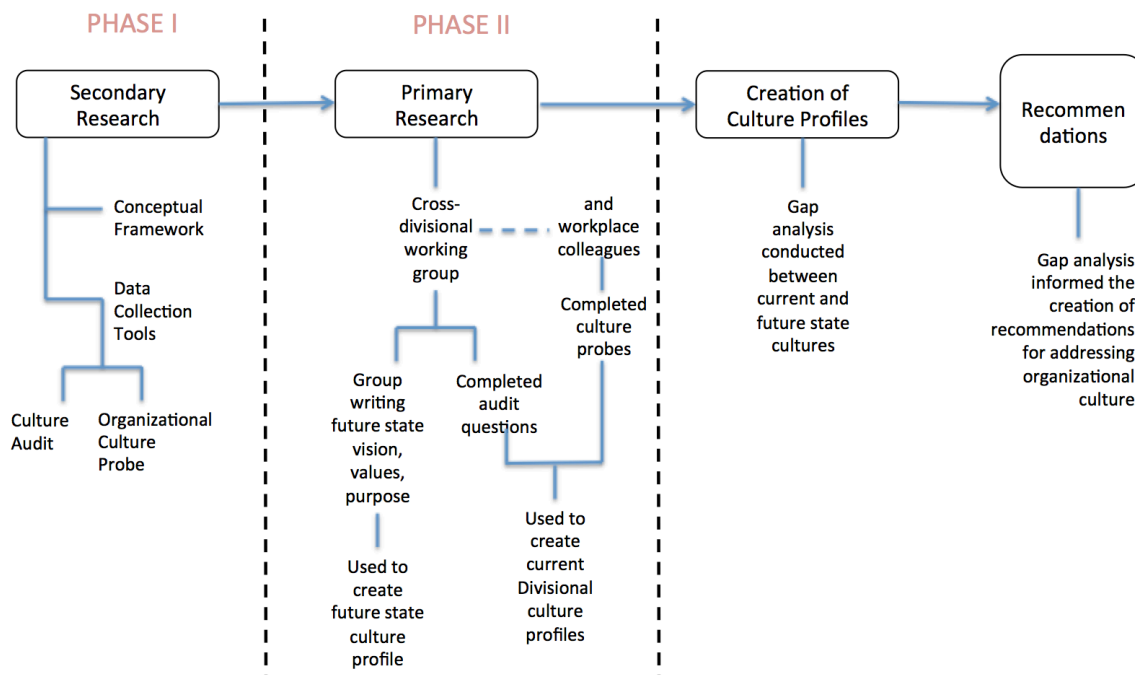 PHASE I
PHASE II
Secondary
Research
Primary
Research
Creation of
Culture Profiles
Recommen
dations
Conceptual
Framework
Data
Collection
Tools
Culture
Audit
Organizational
Culture
Probe
Cross-
divisional
working
group
and
workplace
colleagues
Completed
culture
probes
Group
writing
future state
vision,
values,
purpose
Completed
audit
questions
Used to
create
future state
culture
profile
Used to
create
current
Divisional
culture
profiles
Gap
analysis
conducted
between
current and
future state
cultures
Gap analysis
informed the
creation of
recommendations
for addressing
organizational
culture